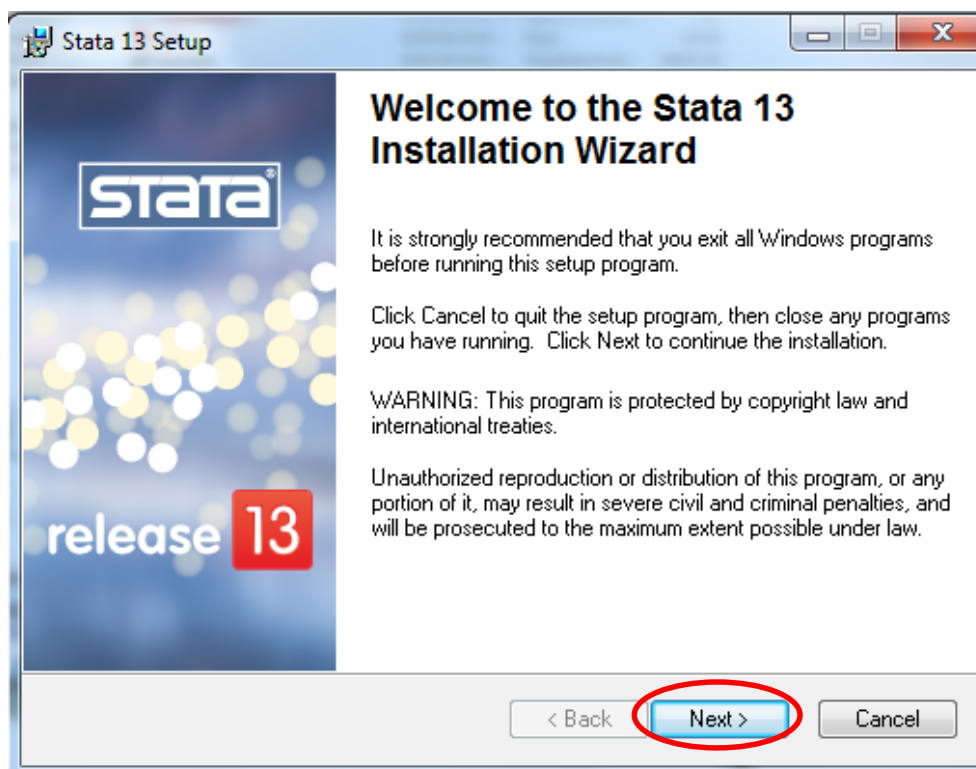 Stata 13 Setup
Welcome to the Stata 13
Installation Wizard
STATA®
It is strongly recommended that you exit all Windows programs
before running this setup program.
Click Cancel to quit the setup program, then close any programs
you have running.  Click Next to continue the installation.
WARNING: This program is protected by copyright law and
international treaties.
Unauthorized reproduction or distribution of this program, or any
portion of it, may result in severe civil and criminal penalties, and
will be prosecuted to the maximum extent possible under law.
release 13
< Back
Next >
Cancel